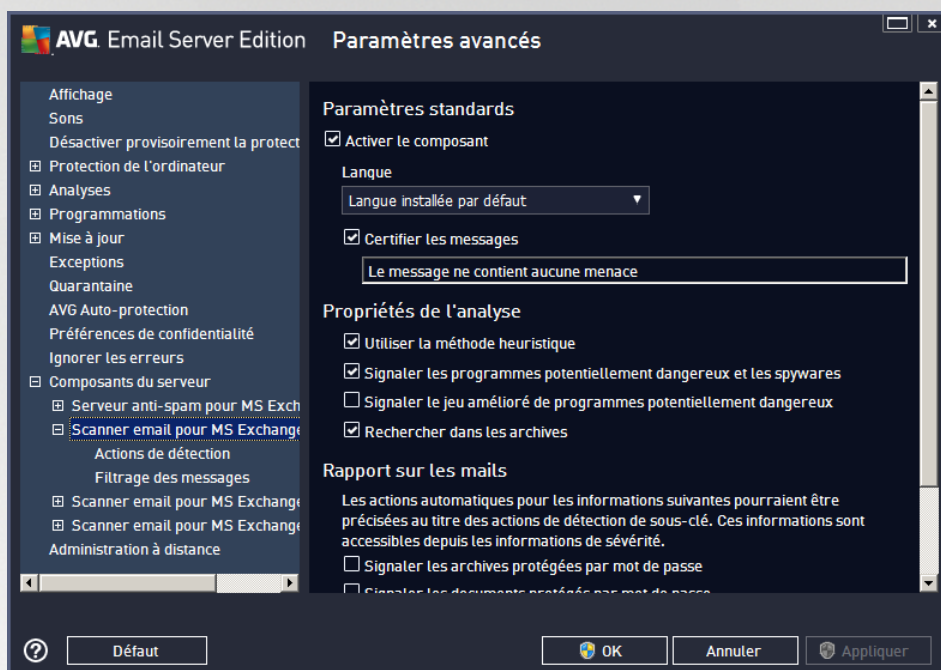 AVG. Email Server Edition Paramètres avancés
Affichage
Sons
Désactiver provisoirement la protect
Protection de l'ordinateur
Analyses
Programmations
Mise à jour
Exceptions
Quarantaine
AVG Auto-protection
Préférences de confidentialité
Ignorer les erreurs
Composants du serveur
Serveur anti-spam pour MS Exch
Scanner email pour MS Exchange
Actions de détection
Filtrage des messages
Scanner email pour MS Exchange
Scanner email pour MS Exchange
Administration à distance
Paramètres standards
Activer le composant
Langue
Langue installée par défaut
Certifier les messages
Le message ne contient aucune menace
Propriétés de l'analyse
Utiliser la méthode heuristique
Signaler les programmes potentiellement dangereux et les spywares
Signaler le jeu amélioré de programmes potentiellement dangereux
Rechercher dans les archives
Rapport sur les mails
Les actions automatiques pour les informations suivantes pourraient être
précisées au titre des actions de détection de sous-clé. Ces informations sont
accessibles depuis les informations de sévérité.
Signaler les archives protégées par mot de passe
Signaler les documents protégés par mot de passe
Défaut
OK
Annuler
Appliquer